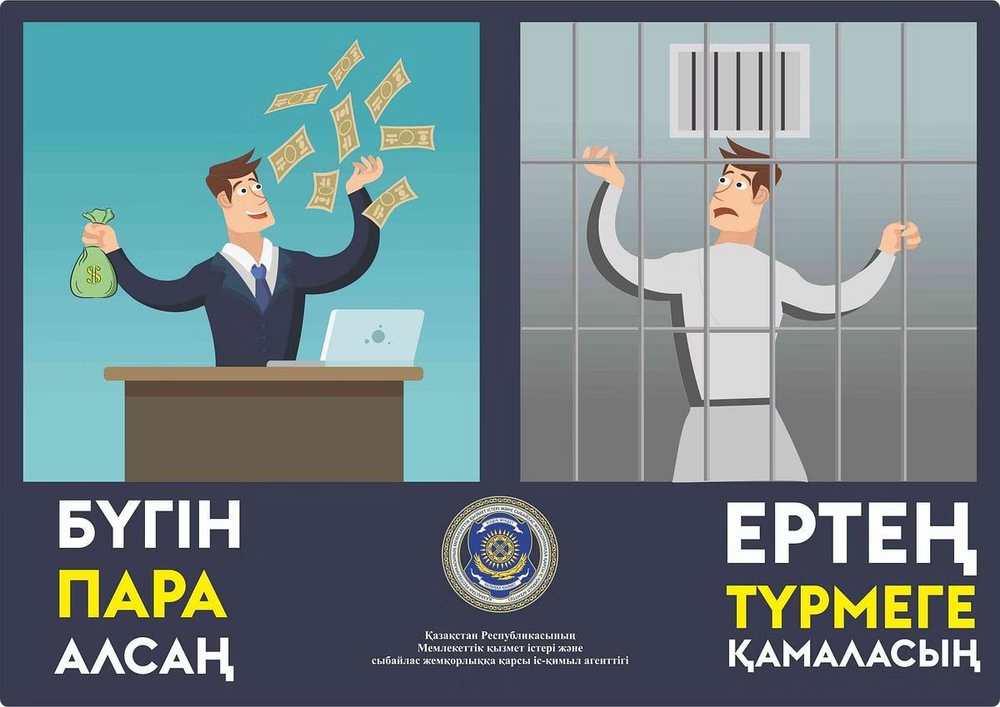 БҮГІН
ПАРА
АЛСАҢ
ЕРТЕҢ
ТҮРМЕГЕ
ҚАМАЛАСЫҢ
$
Қазақстан Республикасының
Мемлекеттік қызмет істері және
сыбайлас жемқорлыққа қарсы іс-қимыл агенттігі